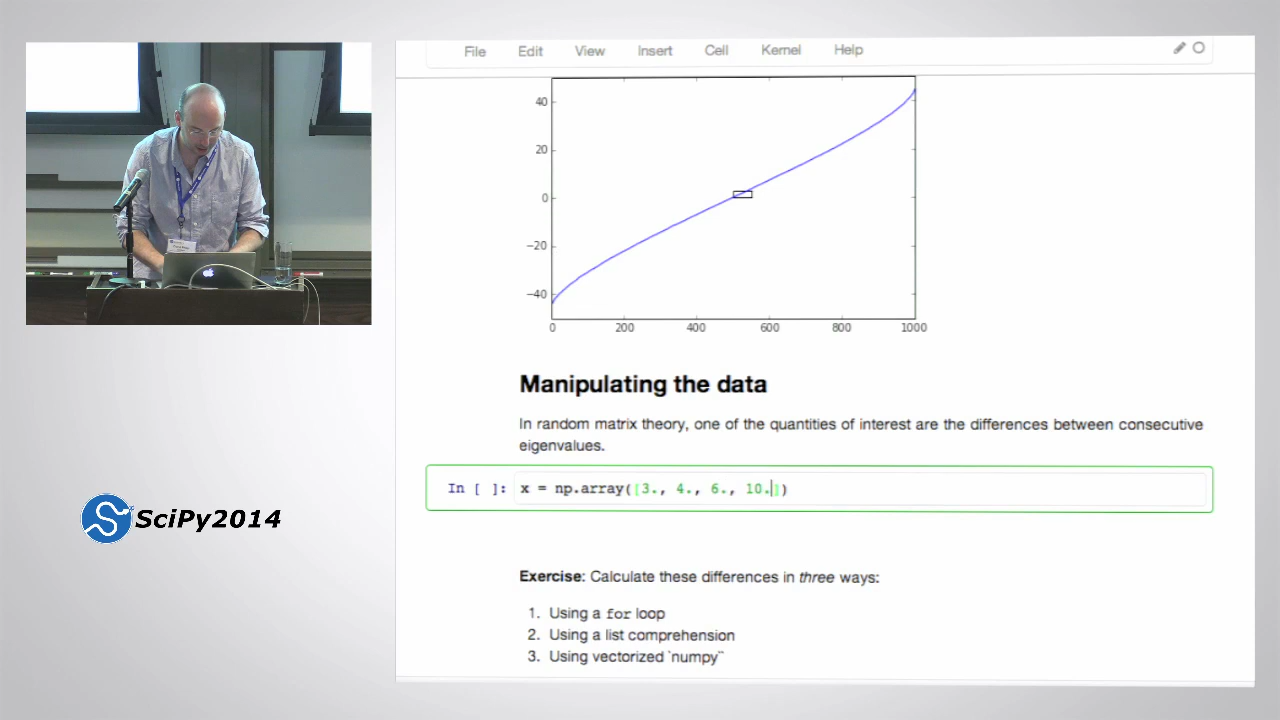 File Edit View Insert Cell Kernel Help
40
20
0
−20
−40
0 200 400 600 800 1000
Manipulating the data
In random matrix theory, one of the quantities of interest are the differences between consecutive
eigenvalues.
In [ ]: x = np.array([3., 4., 6., 10.])
Exercise: Calculate these differences in three ways:
1. Using a for loop
2. Using a list comprehension
3. Using vectorized `numpy``
SciPy2014